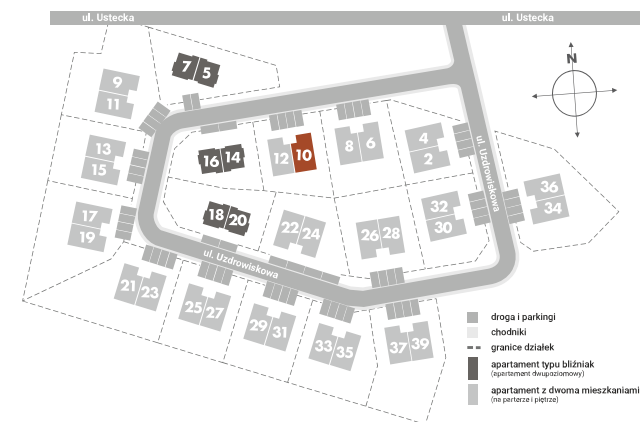 ul. Ustecka
ul. Ustecka
N
7 5
9
11
13
15
17
19
16 14
12 10
8 6
4
2
36
34
32
30
18 20
22 24
26 28
21 23
25 27
29 31
33 35
37 39
ul. Uzdrowiskowa
ul. Uzdrowiskowa
droga i parkingi
chodniki
granice działek
apartament typu bliźniak
(apartament dwupoziomowy)
apartament z dwoma mieszkaniami
(na parterze i piętrze)